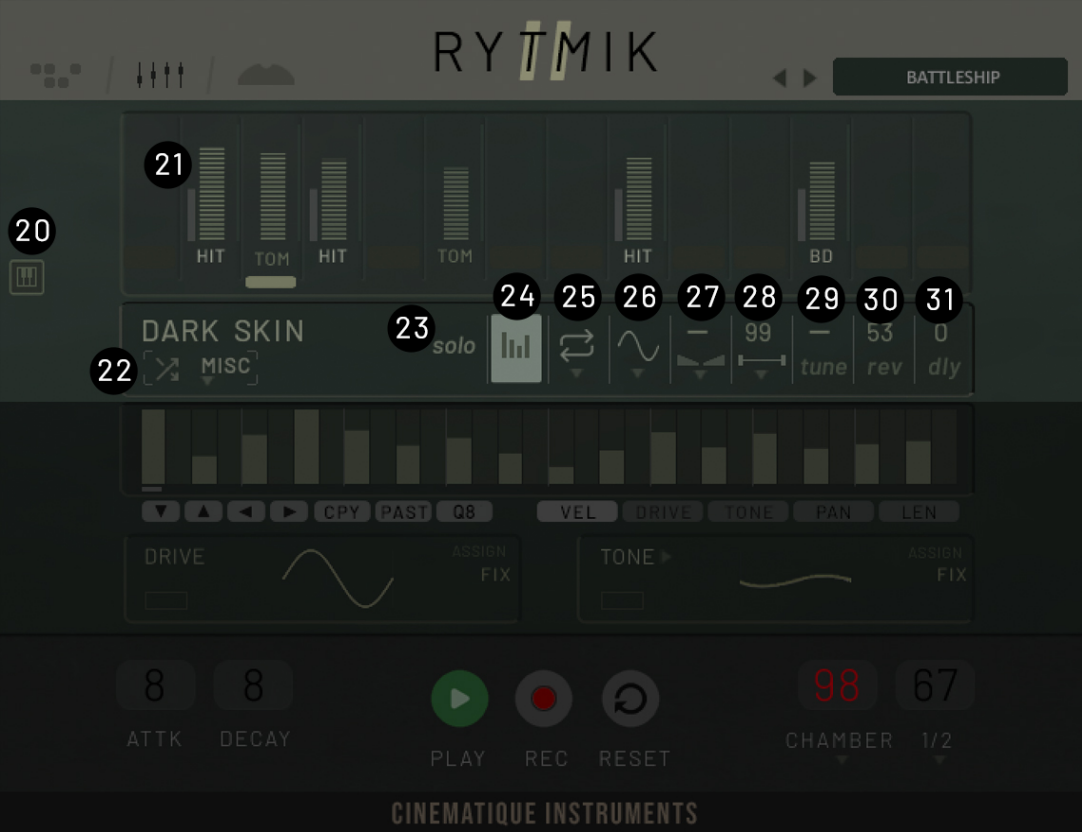 RYTMIK
BATTLESHIP
21
20
HIT TOM HIT TOM HIT BD
24 25 26 27 28 29 30 31
DARK SKIN 23 solo – 99 – 53 0
22 MISC tune rev dly
CPY PAST Q8 VEL DRIVE TONE PAN LEN
DRIVE ASSIGN TONE ASSIGN
FIX FIX
8 8 98 67
ATTK DECAY CHAMBER 1/2
PLAY REC RESET
CINEMATIQUE INSTRUMENTS